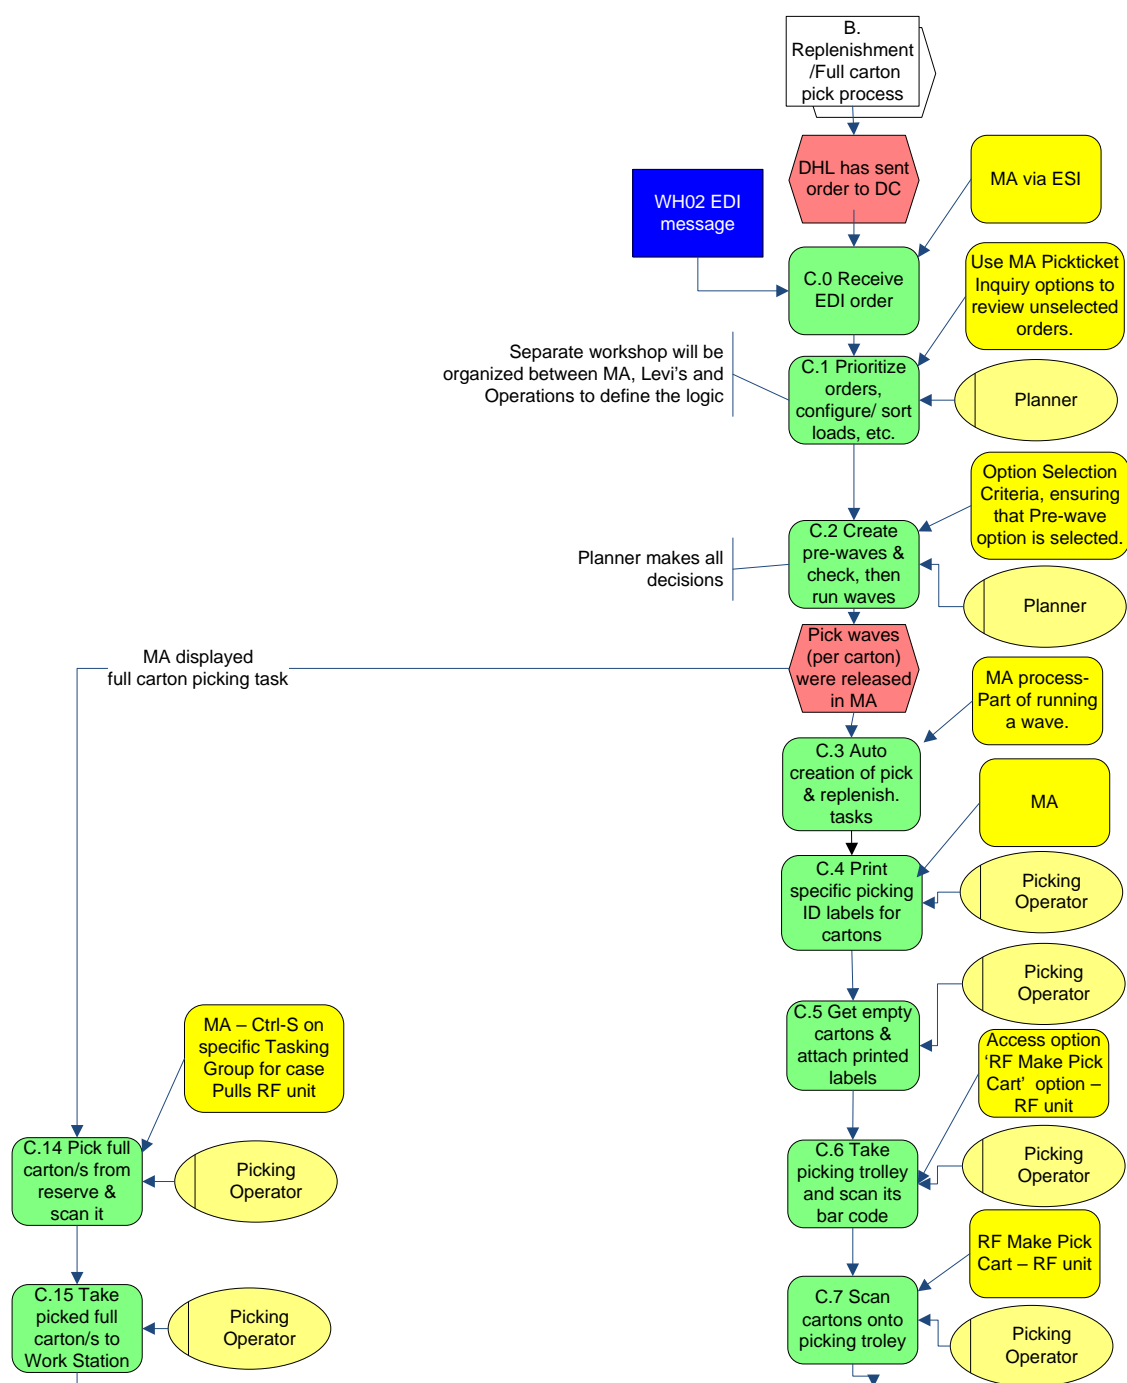 B.
Replenishment
/Full carton
pick process
DHL has sent
order to DC
MA via ESI
WH02 EDI
message
C.0 Receive
EDI order
Use MA Pickticket
Inquiry options to
review unselected
orders.
Separate workshop will be
organized between MA, Levi's and
Operations to define the logic
C.1 Prioritize
orders,
configure/ sort
loads, etc.
Planner
Option Selection
Criteria, ensuring
that Pre-wave
option is selected.
Planner makes all
decisions
C.2 Create
pre-waves &
check, then
run waves
Planner
MA displayed
full carton picking task
Pick waves
(per carton)
were released
in MA
MA process-
Part of running
a wave.
C.3 Auto
creation of pick
& replenish.
tasks
MA
C.4 Print
specific picking
ID labels for
cartons
Picking
Operator
Picking
Operator
C.5 Get empty
cartons &
attach printed
labels
Access option
‘RF Make Pick
Cart’  option –
RF unit
MA – Ctrl-S on
specific Tasking
Group for case
Pulls RF unit
C.14 Pick full
carton/s from
reserve &
scan it
Picking
Operator
C.6 Take
picking trolley
and scan its
bar code
Picking
Operator
RF Make Pick
Cart – RF unit
C.15 Take
picked full
carton/s to
Work Station
Picking
Operator
C.7 Scan
cartons onto
picking troley
Picking
Operator